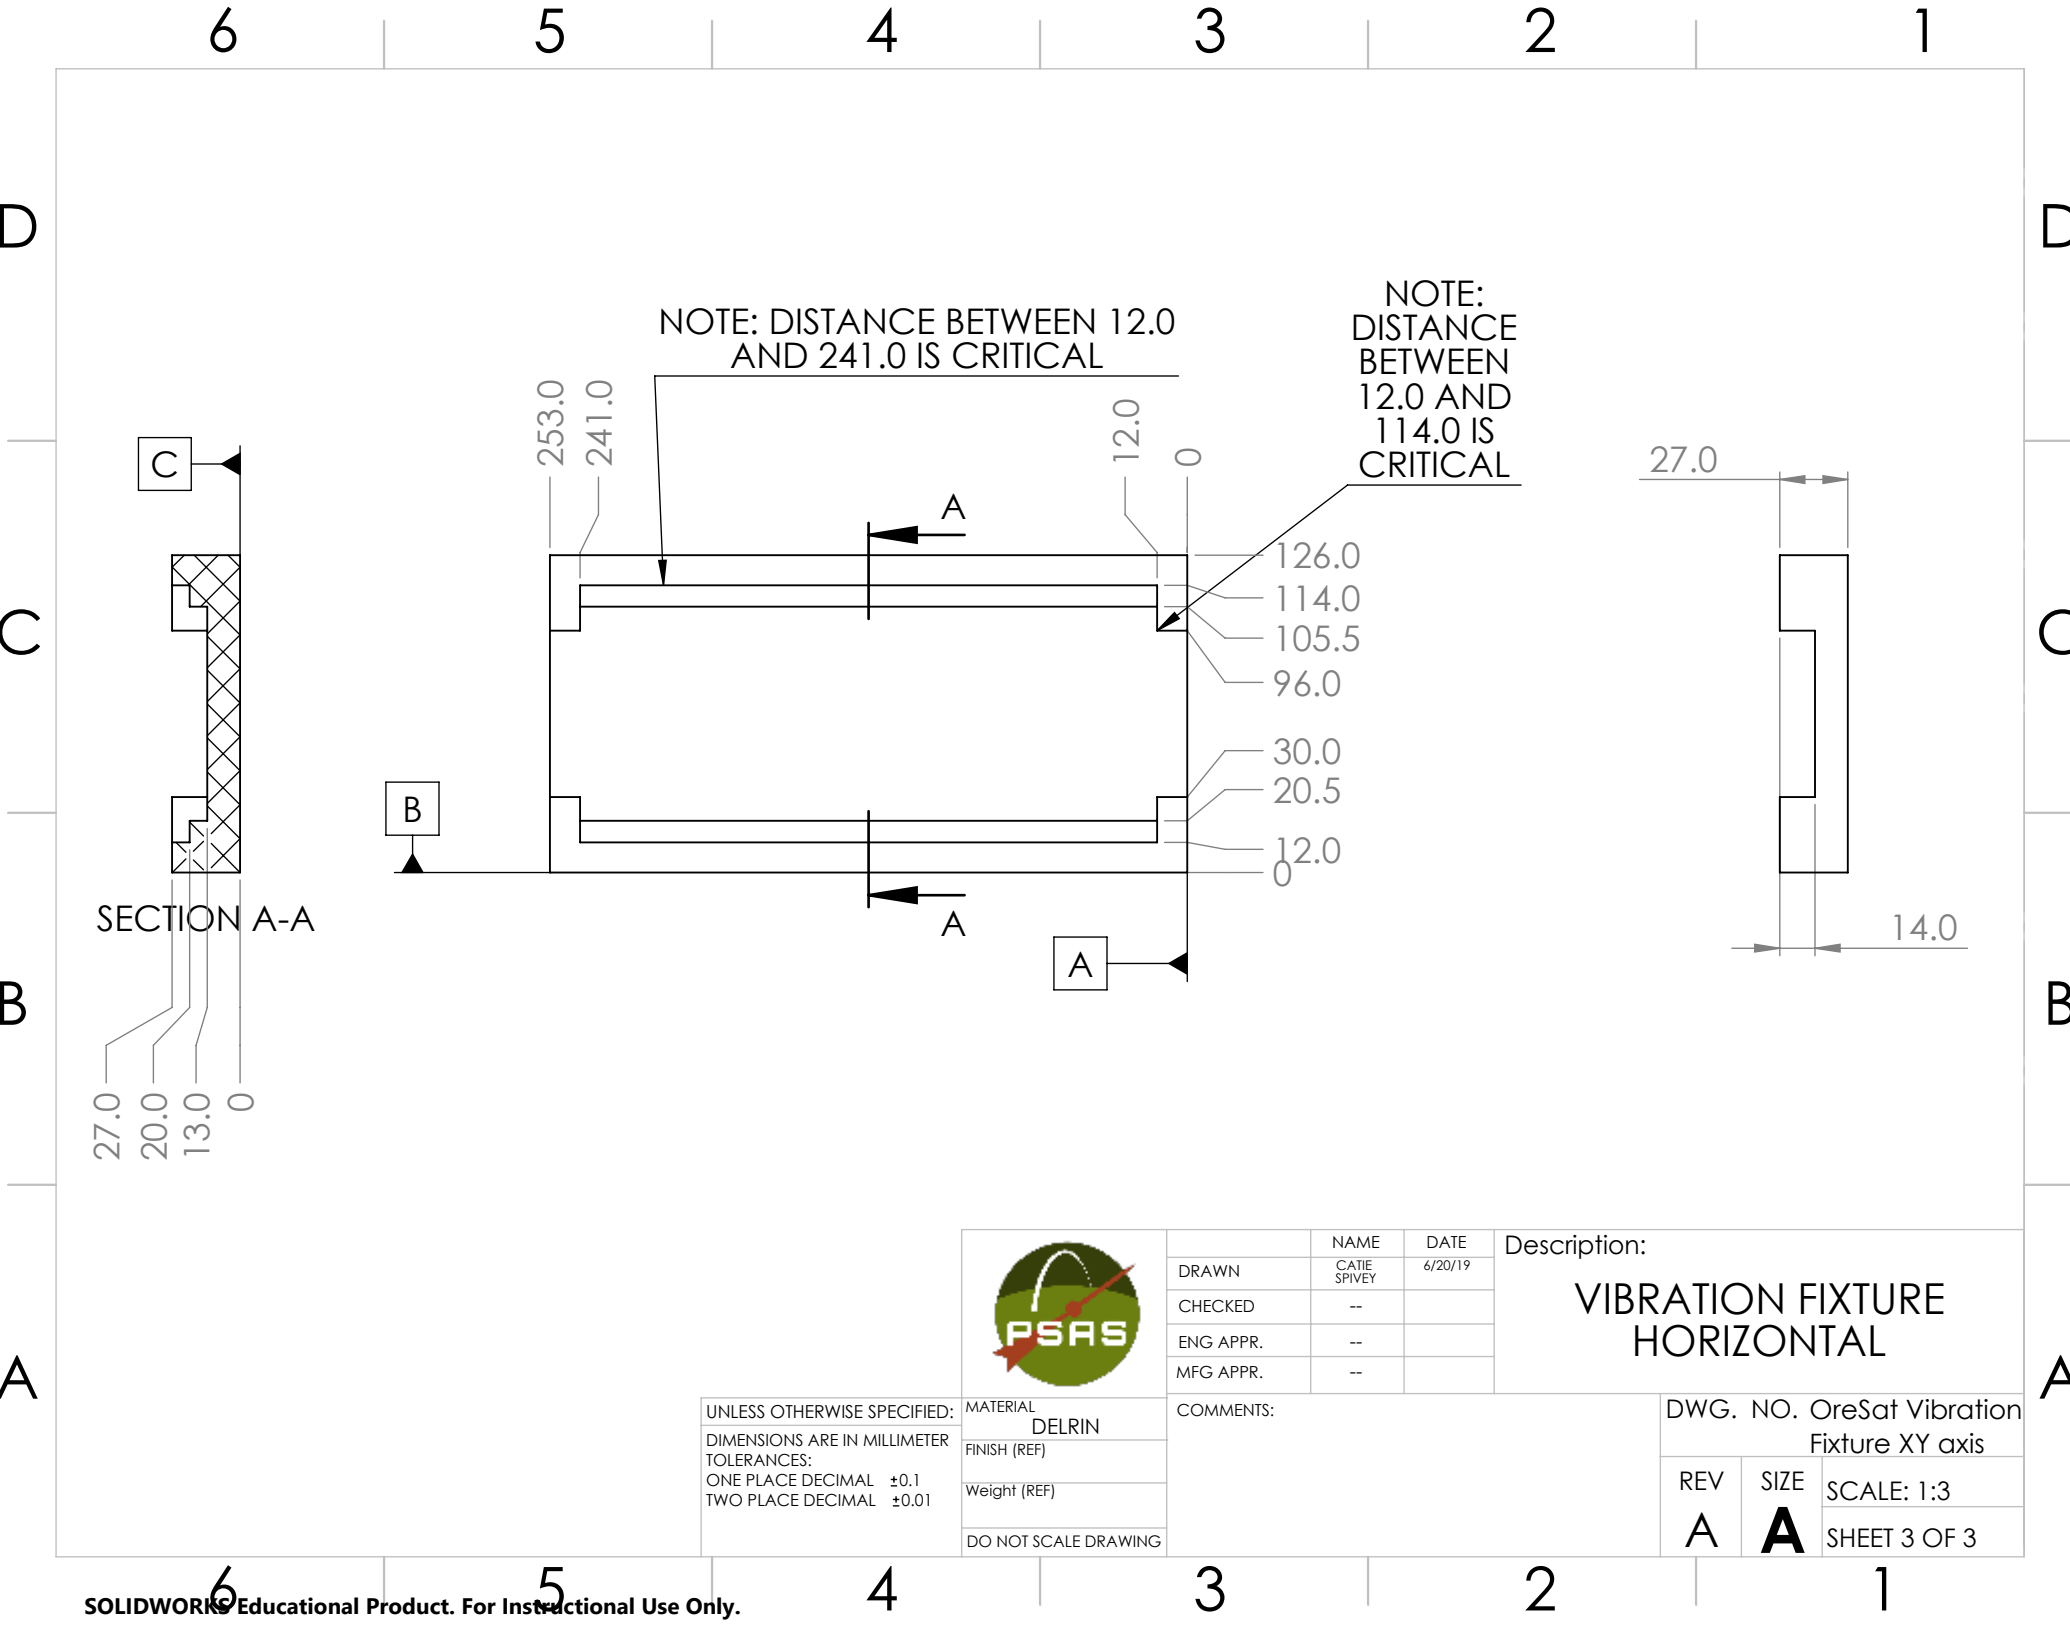 6 5 4 3 2 1
D D
NOTE: DISTANCE BETWEEN 12.0
AND 241.0 IS CRITICAL
NOTE:
DISTANCE
BETWEEN
12.0 AND
114.0 IS
CRITICAL
253.0
241.0
12.0
0
C
27.0
A
126.0
114.0
105.5
96.0
C C
30.0
20.5
12.0
0
B
SECTION A-A
A
A
14.0
B B
27.0
20.0
13.0
0
PSAS
NAME DATE
DRAWN CATIE
SPIVEY 6/20/19
CHECKED --
ENG APPR. --
MFG APPR. --
Description:
VIBRATION FIXTURE
HORIZONTAL
A A
UNLESS OTHERWISE SPECIFIED:
DIMENSIONS ARE IN MILLIMETER
TOLERANCES:
ONE PLACE DECIMAL ±0.1
TWO PLACE DECIMAL ±0.01
MATERIAL
DELRIN
FINISH (REF)
Weight (REF)
DO NOT SCALE DRAWING
COMMENTS:
DWG. NO. OreSat Vibration
Fixture XY axis
REV
A
SIZE
A
SCALE: 1:3
SHEET 3 OF 3
6 5 4 3 2 1
SOLIDWORKS Educational Product. For Instructional Use Only.